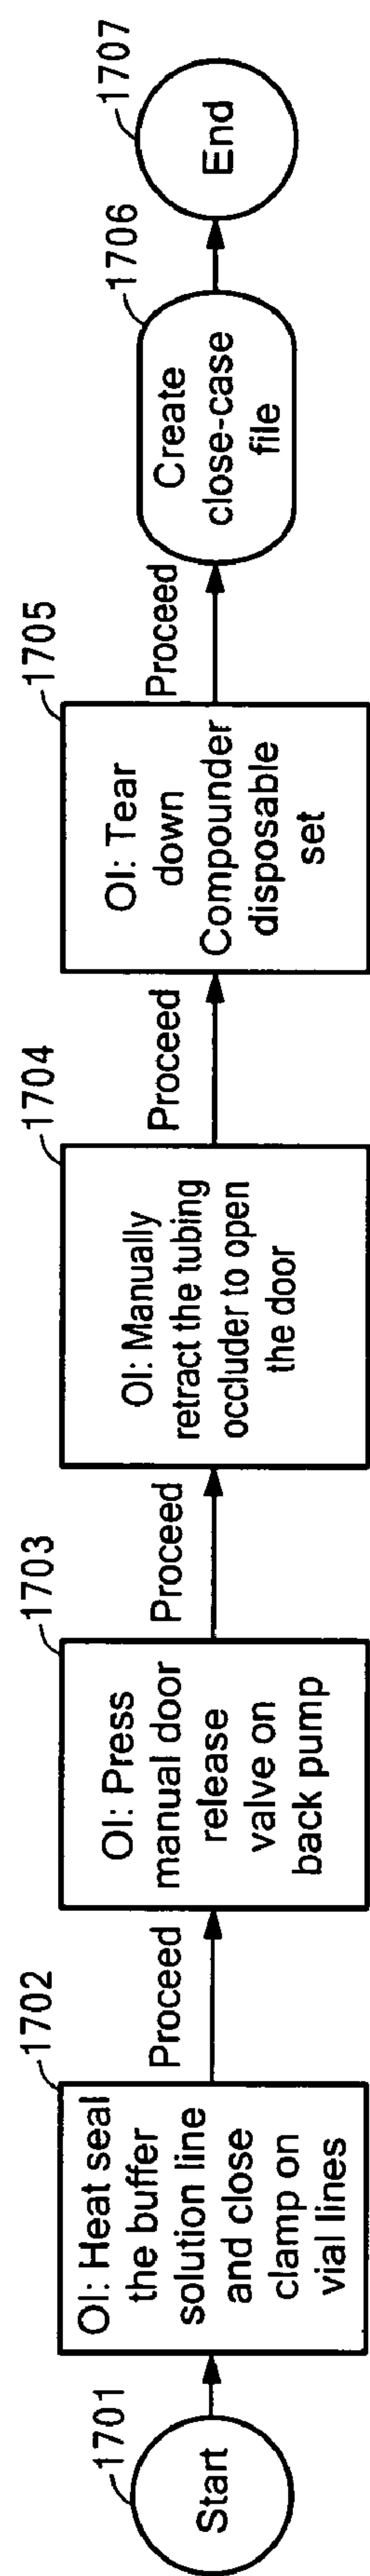 1701
Start
1702
OI: Heat seal
the buffer
solution line
and close
clamp on
vial lines
Proceed
1703
OI: Press
manual door
release
valve on
back pump
Proceed
1704
OI: Manually
retract the tubing
occluder to open
the door
Proceed
1705
OI: Tear
down
Compounder
disposable
set
Proceed
1706
Create
close-case
file
1707
End